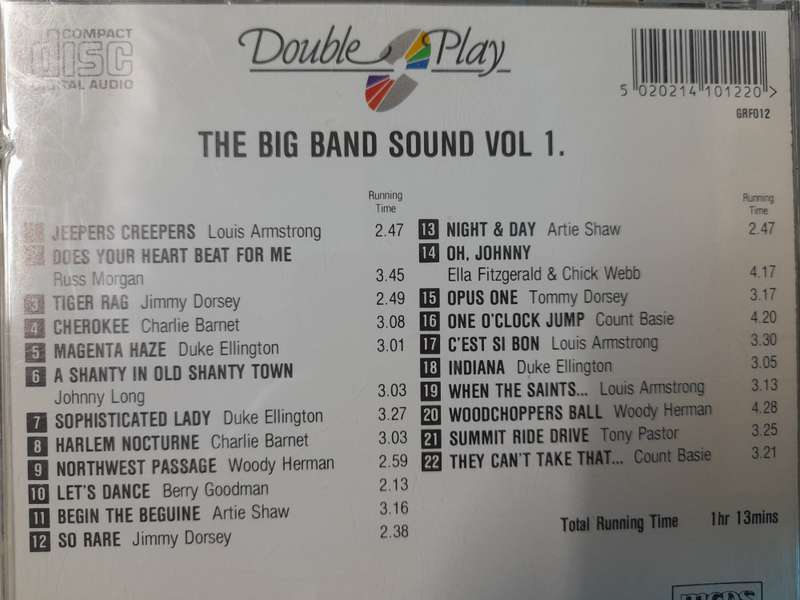 COMPACT
DISC
DIGITAL AUDIO
Double Play
5 020214 101220 >
GRF012
THE BIG BAND SOUND VOL 1.
Running
Time
JEEPERS CREEPERS Louis Armstrong 2.47
DOES YOUR HEART BEAT FOR ME
Russ Morgan 3.45
3 TIGER RAG Jimmy Dorsey 2.49
4 CHEROKEE Charlie Barnet 3.08
5 MAGENTA HAZE Duke Ellington 3.01
6 A SHANTY IN OLD SHANTY TOWN
Johnny Long 3.03
7 SOPHISTICATED LADY Duke Ellington 3.27
8 HARLEM NOCTURNE Charlie Barnet 3.03
9 NORTHWEST PASSAGE Woody Herman 2.59
10 LET'S DANCE Berry Goodman 2.13
11 BEGIN THE BEGUINE Artie Shaw 3.16
12 SO RARE Jimmy Dorsey 2.38
Running
Time
13 NIGHT & DAY Artie Shaw 2.47
14 OH, JOHNNY
Ella Fitzgerald & Chick Webb 4.17
15 OPUS ONE Tommy Dorsey 3.17
16 ONE O'CLOCK JUMP Count Basie 4.20
17 C'EST SI BON Louis Armstrong 3.30
18 INDIANA Duke Ellington 3.05
19 WHEN THE SAINTS... Louis Armstrong 3.13
20 WOODCHOPPERS BALL Woody Herman 4.28
21 SUMMIT RIDE DRIVE Tony Pastor 3.25
22 THEY CAN'T TAKE THAT... Count Basie 3.21
Total Running Time 1hr 13mins